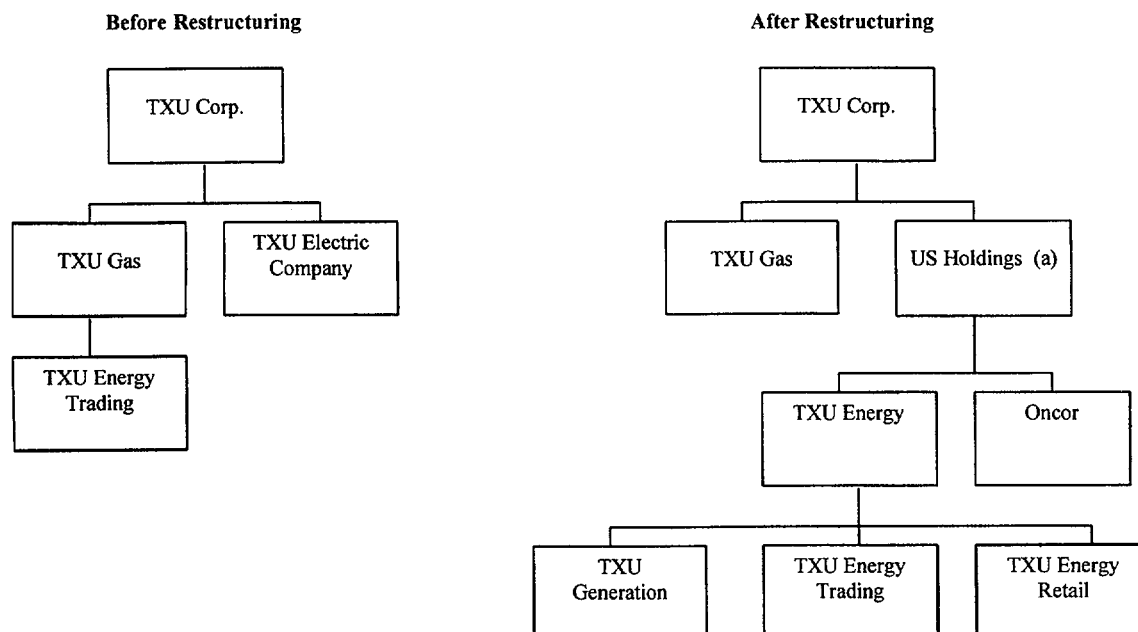 Before Restructuring
TXU Corp.
TXU Gas
TXU Electric
Company
TXU Energy
Trading
After Restructuring
TXU Corp.
TXU Gas
US Holdings (a)
TXU Energy
Oncor
TXU
Generation
TXU Energy
Trading
TXU Energy
Retail